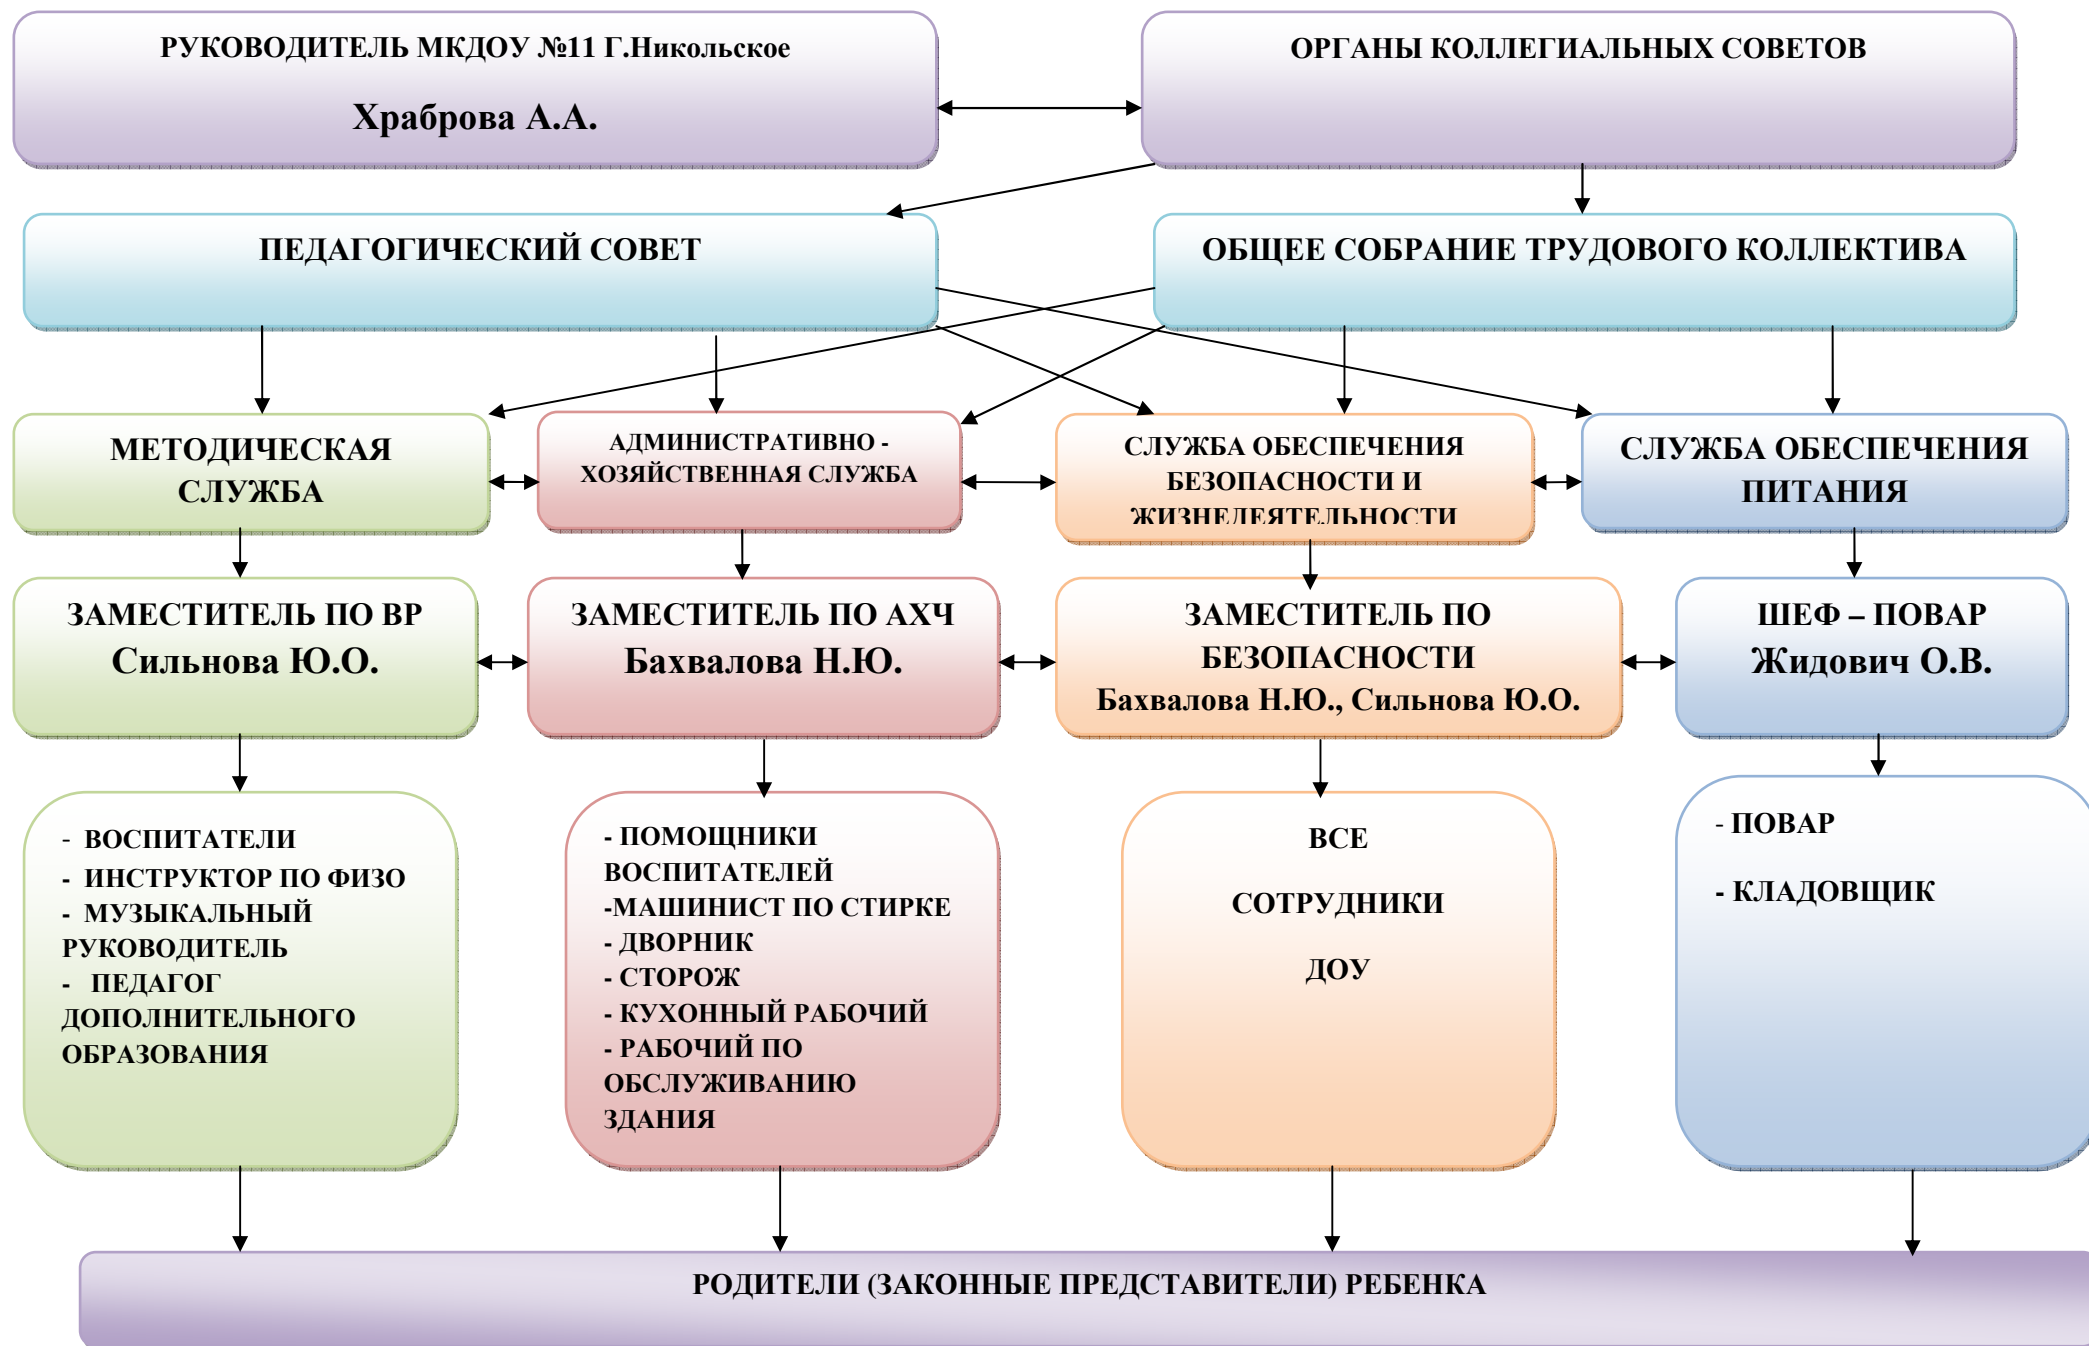 РУКОВОДИТЕЛЬ МКДОУ №11 Г.Никольское
Храброва А.А.
ОРГАНЫ КОЛЛЕГИАЛЬНЫХ СОВЕТОВ
ПЕДАГОГИЧЕСКИЙ СОВЕТ
ОБЩЕЕ СОБРАНИЕ ТРУДОВОГО КОЛЛЕКТИВА
МЕТОДИЧЕСКАЯ
СЛУЖБА
АДМИНИСТРАТИВНО -
ХОЗЯЙСТВЕННАЯ СЛУЖБА
СЛУЖБА ОБЕСПЕЧЕНИЯ
БЕЗОПАСНОСТИ И
ЖИЗНЕДЕЯТЕЛЬНОСТИ
СЛУЖБА ОБЕСПЕЧЕНИЯ
ПИТАНИЯ
ЗАМЕСТИТЕЛЬ ПО ВР
Сильнова Ю.О.
ЗАМЕСТИТЕЛЬ ПО АХЧ
Бахвалова Н.Ю.
ЗАМЕСТИТЕЛЬ ПО
БЕЗОПАСНОСТИ
Бахвалова Н.Ю., Сильнова Ю.О.
ШЕФ – ПОВАР
Жидович О.В.
- ВОСПИТАТЕЛИ
- ИНСТРУКТОР ПО ФИЗО
- МУЗЫКАЛЬНЫЙ
РУКОВОДИТЕЛЬ
- ПЕДАГОГ
ДОПОЛНИТЕЛЬНОГО
ОБРАЗОВАНИЯ
- ПОМОЩНИКИ
ВОСПИТАТЕЛЕЙ
-МАШИНИСТ ПО СТИРКЕ
- ДВОРНИК
- СТОРОЖ
- КУХОННЫЙ РАБОЧИЙ
- РАБОЧИЙ ПО
ОБСЛУЖИВАНИЮ
ЗДАНИЯ
ВСЕ
СОТРУДНИКИ
ДОУ
- ПОВАР
- КЛАДОВЩИК
РОДИТЕЛИ (ЗАКОННЫЕ ПРЕДСТАВИТЕЛИ) РЕБЕНКА